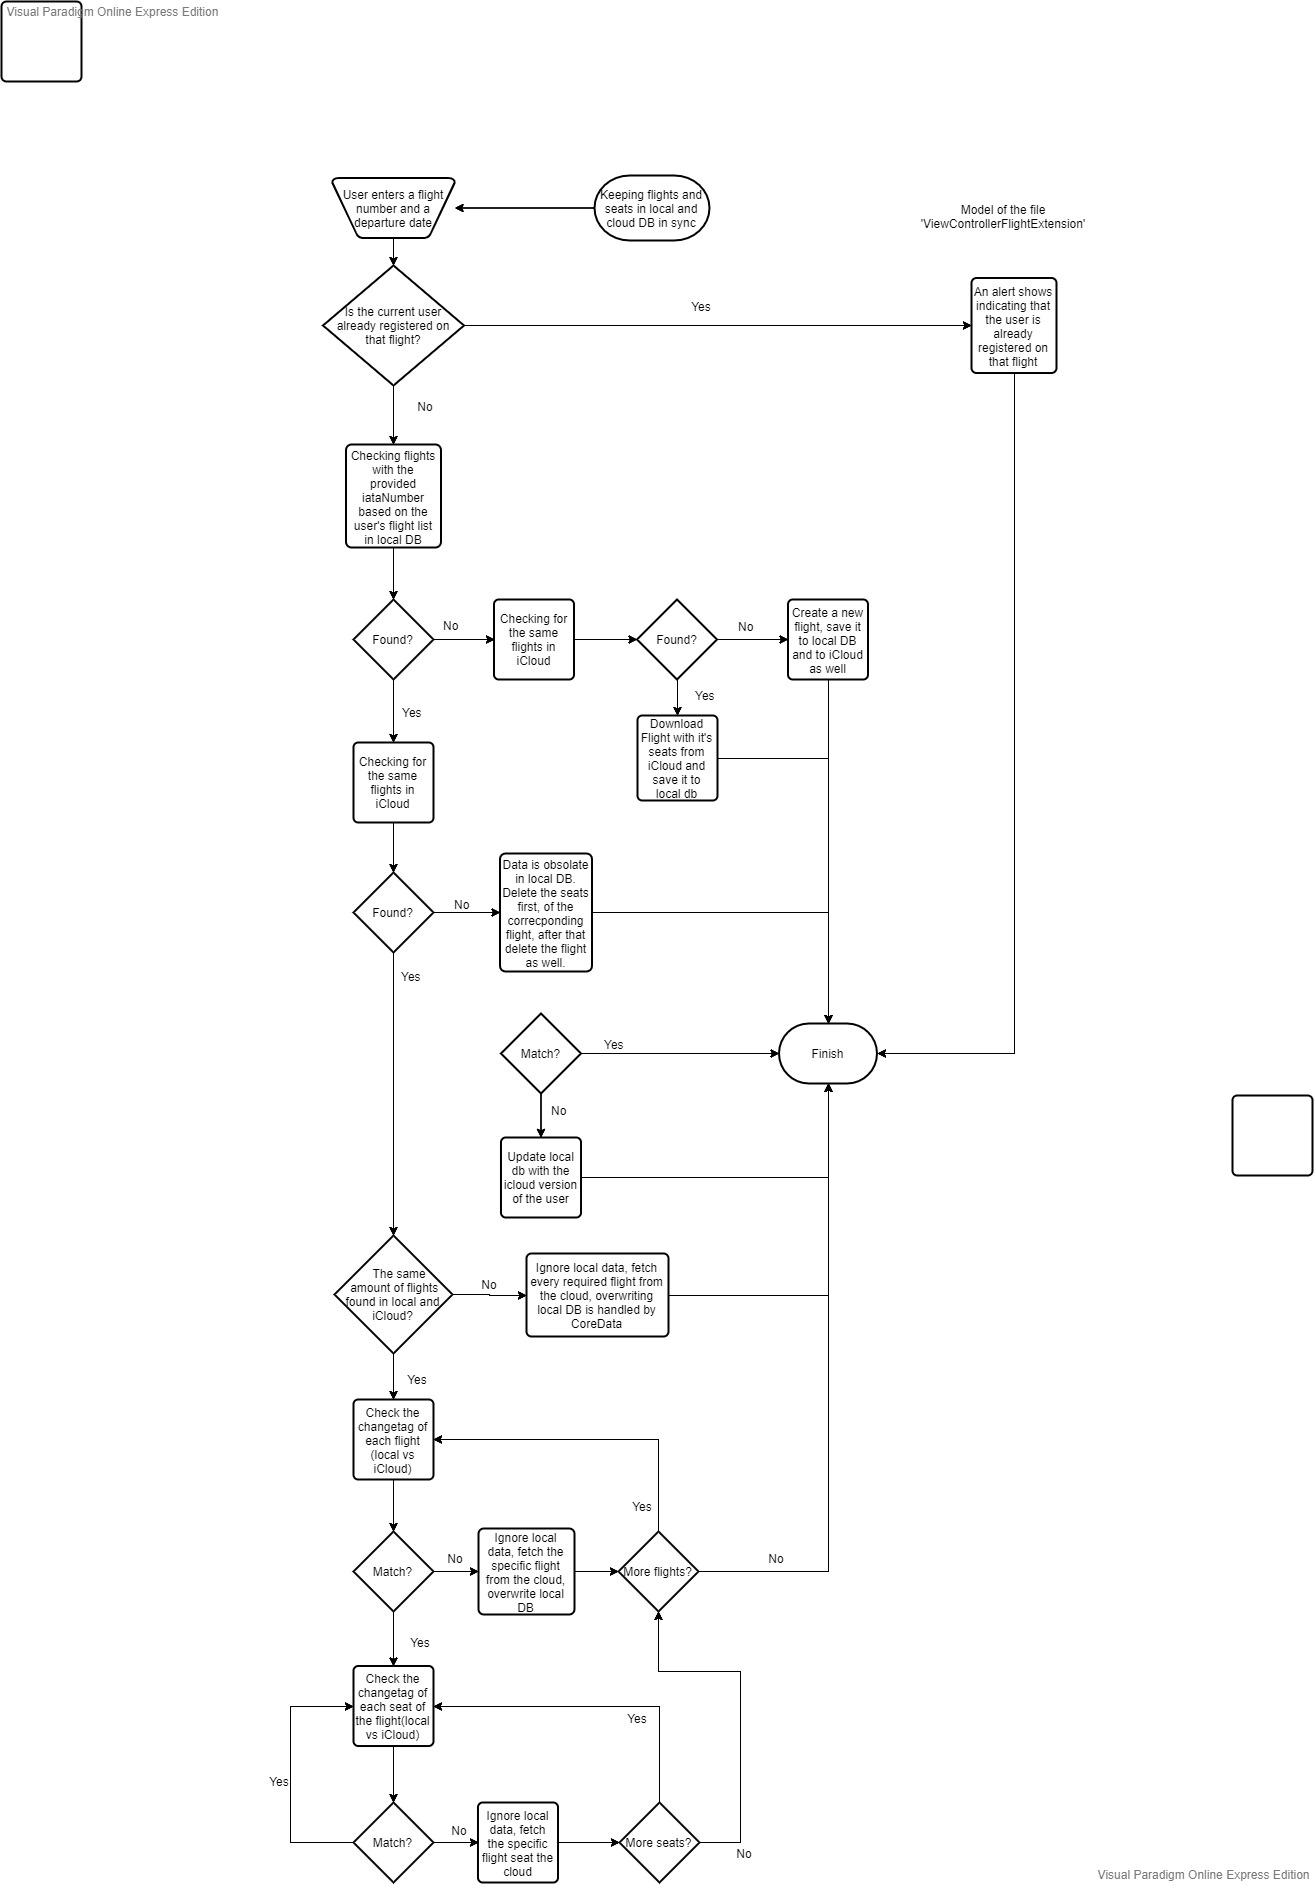 Visual Paradigm Online Express Edition
User enters a flight
number and a
departure date
Keeping flights and
seats in local and
cloud DB in sync
Model of the file
'ViewControllerFlightExtension'
Is the current user
already registered on
that flight?
Yes
An alert shows
indicating that
the user is
already
registered on
that flight
No
Checking flights
with the
provided
iataNumber
based on the
user's flight list
in local DB
Found?
No
Checking for
the same
flights in
iCloud
Found?
No
Create a new
flight, save it
to local DB
and to iCloud
as well
Yes
Yes
Download
Flight with it's
seats from
iCloud and
save it to
local db
Checking for
the same
flights in
iCloud
Found?
No
Data is obsolate
in local DB.
Delete the seats
first, of the
correcponding
flight, after that
delete the flight
as well.
Yes
Match?
Yes
Finish
No
Update local
db with the
icloud version
of the user
The same
amount of flights
found in local and
iCloud?
No
Ignore local data, fetch
every required flight from
the cloud, overwriting
local DB is handled by
CoreData
Yes
Check the
changetag of
each flight
(local vs
iCloud)
Yes
Match?
No
Ignore local
data, fetch the
specific flight
from the cloud,
overwrite local
DB
More flights?
No
Yes
Check the
changetag of
each seat of
the flight(local
vs iCloud)
Yes
Yes
Match?
No
Ignore local
data, fetch
the specific
flight seat the
cloud
More seats?
No
Visual Paradigm Online Express Edition